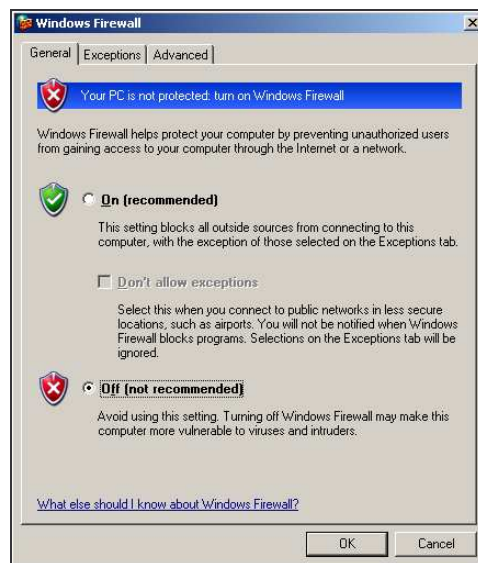 Windows Firewall
General Exceptions Advanced
Your PC is not protected: turn on Windows Firewall
Windows Firewall helps protect your computer by preventing unauthorized users
from gaining access to your computer through the Internet or a network.
On (recommended)
This setting blocks all outside sources from connecting to this
computer, with the exception of those selected on the Exceptions tab.
Don't allow exceptions
Select this when you connect to public networks in less secure
locations, such as airports. You will not be notified when Windows
Firewall blocks programs. Selections on the Exceptions tab will be
ignored.
Off (not recommended)
Avoid using this setting. Turning off Windows Firewall may make this
computer more vulnerable to viruses and intruders.
What else should I know about Windows Firewall?
OK Cancel